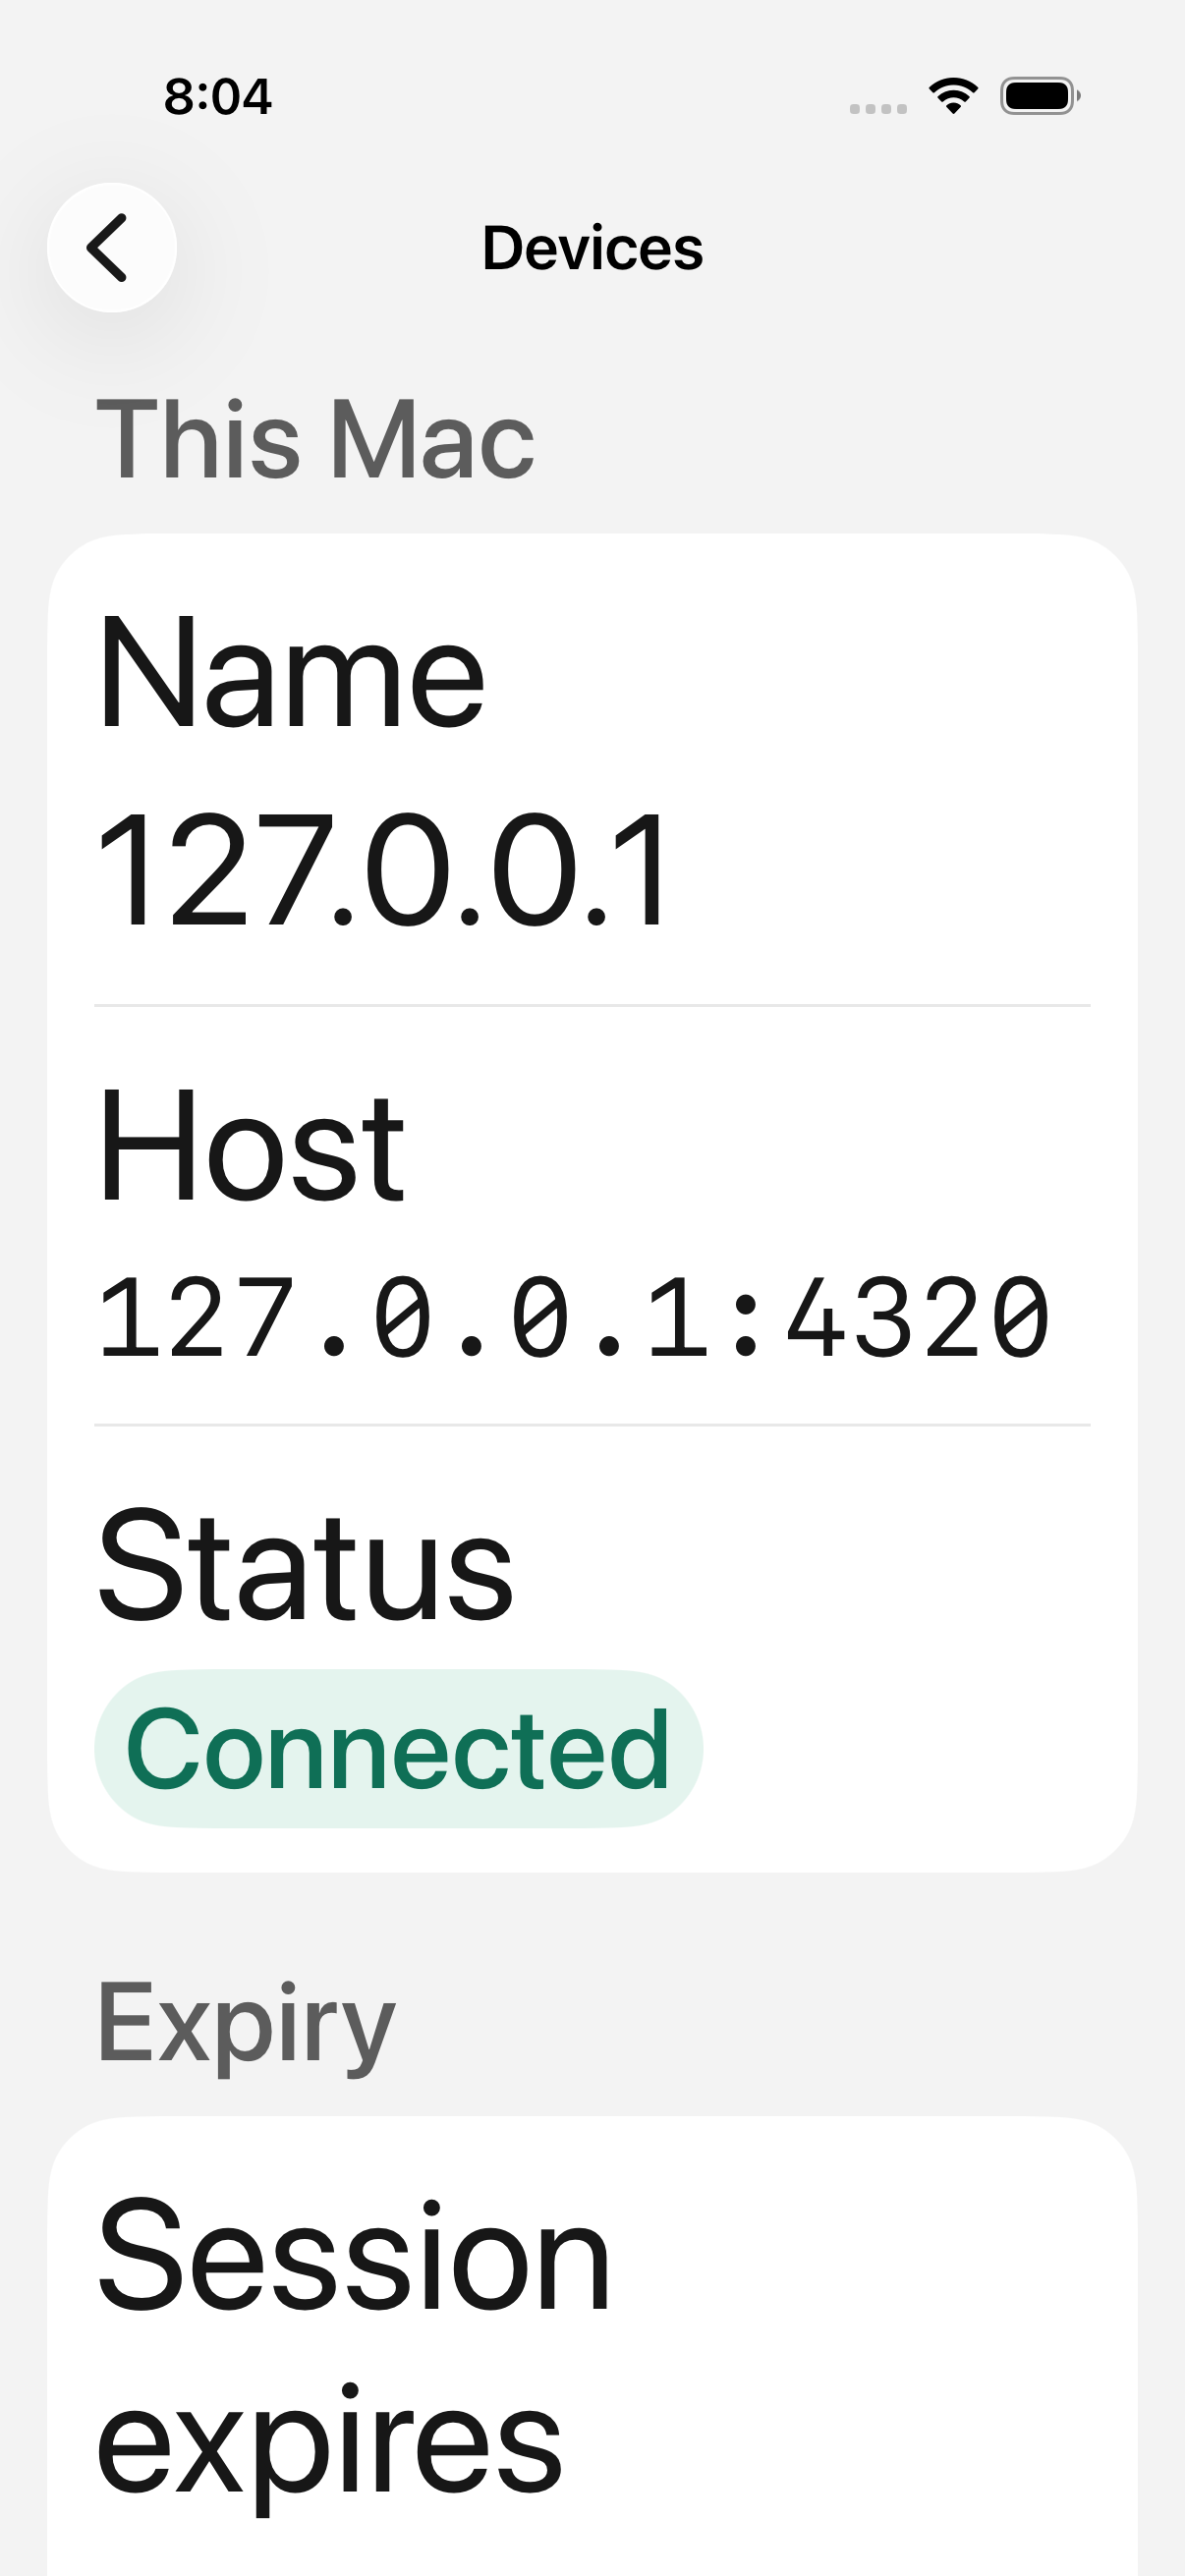 8:04
Devices
This Mac
Name
127.0.0.1
Host
127.0.0.1:4320
Status
Connected
Expiry
Session
expires